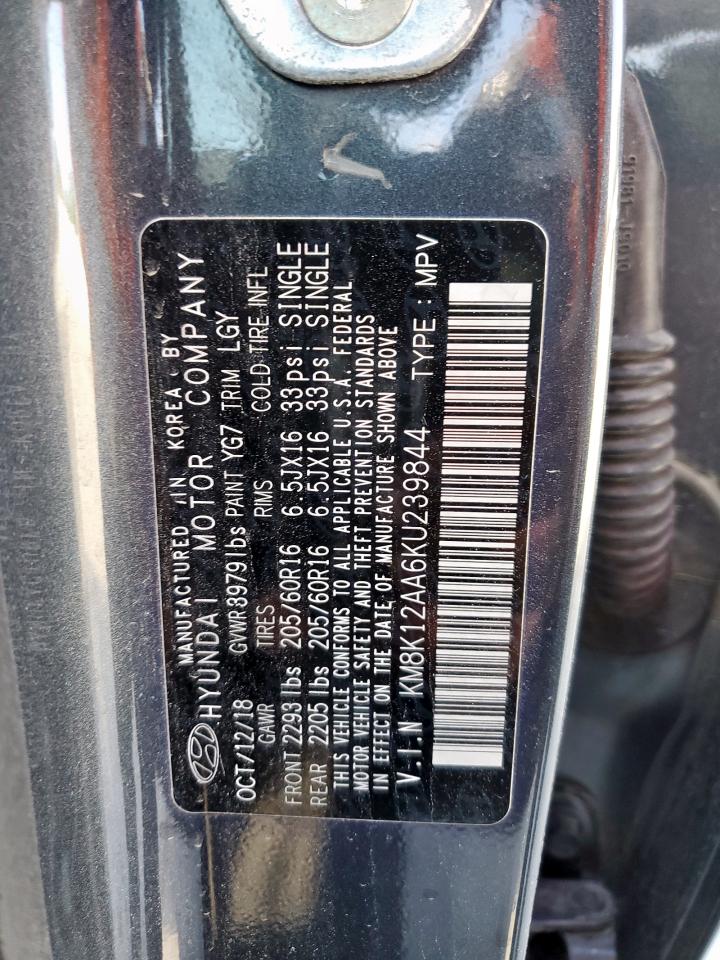 MANUFACTURED IN KOREA BY
HYUNDAI MOTOR COMPANY
OCT/12/18 GVWR 3979 lbs PAINT YG7 TRIM LGY
GAWR TIRES RIMS COLD TIRE INFL
FRONT 2293 lbs 205/60R16 6.5JX16 33psi SINGLE
REAR 2205 lbs 205/60R16 6.5JX16 33psi SINGLE
THIS VEHICLE CONFORMS TO ALL APPLICABLE U.S.A. FEDERAL
MOTOR VEHICLE SAFETY AND THEFT PREVENTION STANDARDS
IN EFFECT ON THE DATE OF MANUFACTURE SHOWN ABOVE
V.I.N KM8K12AA6KU239844 TYPE : MPV